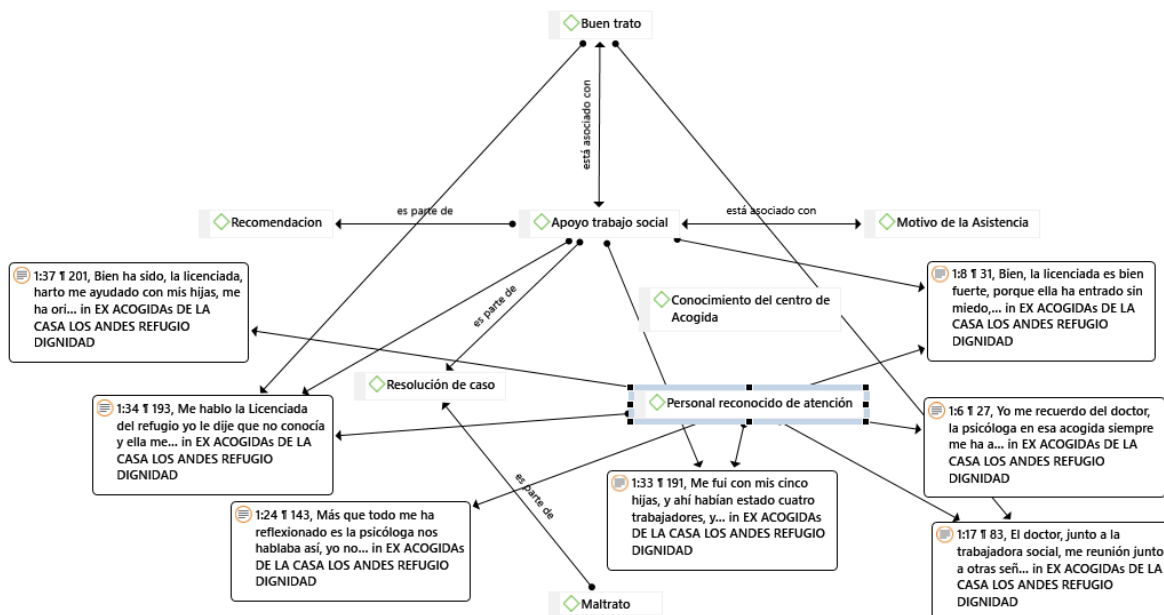 Buen trato
está asociado con
Recomendacion
es parte de
Apoyo trabajo social
está asociado con
Motivo de la Asistencia
1:37 ¶ 201, Bien ha sido, la licenciada,
harto me ayudado con mis hijas, me
ha ori... in EX ACOGIDAs DE LA
CASA LOS ANDES REFUGIO
DIGNIDAD
Conocimiento del centro de
Acogida
1:8 ¶ 31, Bien, la licenciada es bien
fuerte, porque ella ha entrado sin
miedo,... in EX ACOGIDAs DE LA
CASA LOS ANDES REFUGIO
DIGNIDAD
es parte de
Resolución de caso
Personal reconocido de atención
1:34 ¶ 193, Me hablo la Licenciada
del refugio yo le dije que no conocía
y ella me... in EX ACOGIDAs DE LA
CASA LOS ANDES REFUGIO
DIGNIDAD
1:6 ¶ 27, Yo me recuerdo del doctor,
la psicóloga en esa acogida siempre
me ha a... in EX ACOGIDAs DE LA
CASA LOS ANDES REFUGIO
DIGNIDAD
es parte de
1:33 ¶ 191, Me fui con mis cinco
hijas, y ahí habían estado cuatro
trabajadores, y... in EX ACOGIDAs
DE LA CASA LOS ANDES REFUGIO
DIGNIDAD
1:24 ¶ 143, Más que todo me ha
reflexionado es la psicóloga nos
hablaba así, yo no... in EX ACOGIDAs
DE LA CASA LOS ANDES REFUGIO
DIGNIDAD
1:17 ¶ 83, El doctor, junto a la
trabajadora social, me reunión junto
a otras señ... in EX ACOGIDAs DE LA
CASA LOS ANDES REFUGIO
DIGNIDAD
Maltrato